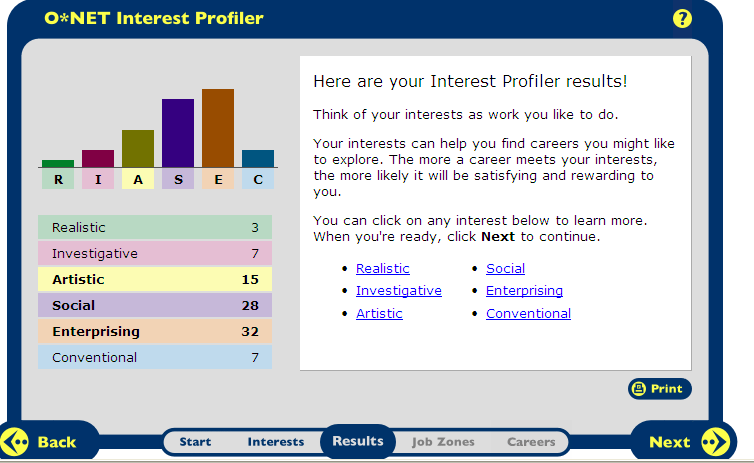 O*NET Interest Profiler
?
R I A S E C
Realistic 3
Investigative 7
Artistic 15
Social 28
Enterprising 32
Conventional 7
Here are your Interest Profiler results!
Think of your interests as work you like to do.
Your interests can help you find careers you might like
to explore. The more a career meets your interests,
the more likely it will be satisfying and rewarding to
you.
You can click on any interest below to learn more.
When you're ready, click Next to continue.
• Realistic
• Investigative
• Artistic
• Social
• Enterprising
• Conventional
Print
Back
Start Interests Results Job Zones Careers
Next